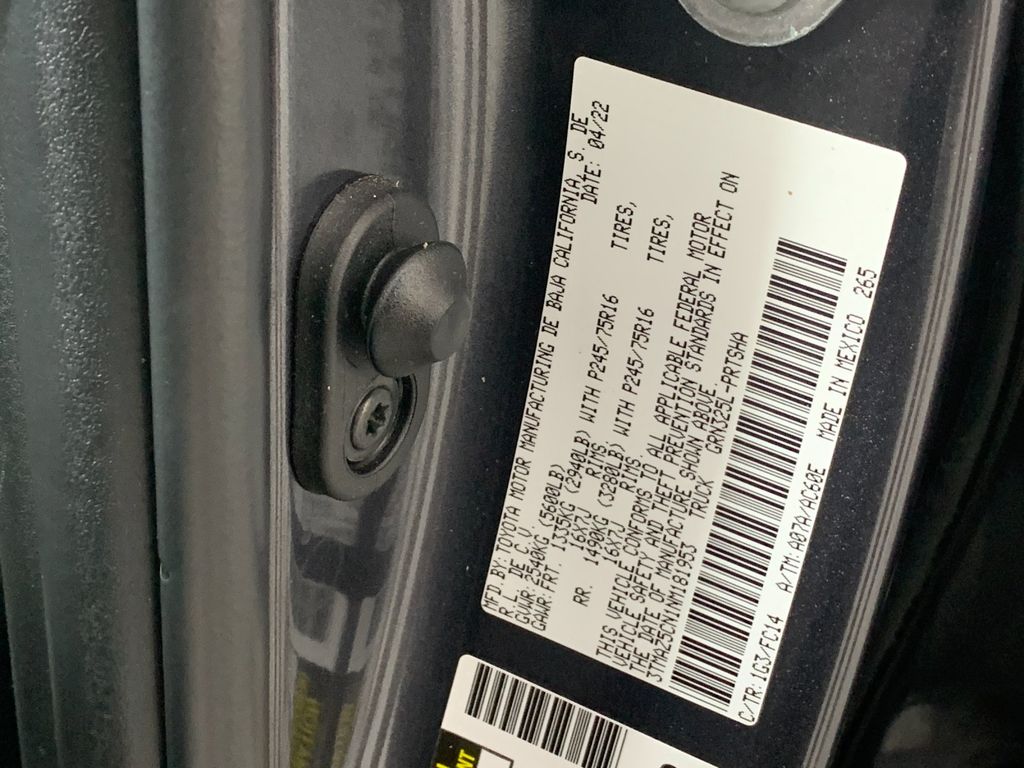 MFD BY: TOYOTA MOTOR MANUFACTURING DE BAJA CALIFORNIA, S. DE
R. L. DE C.V. DATE: 04/22
GVWR: 2540KG (5600LB)
GAWR: FRT. 1335KG (2940LB) WITH P245/75R16 TIRES,
16X7J RIMS
RR. 1490KG (3280LB) WITH P245/75R16 TIRES,
16X7J RIMS.
THIS VEHICLE CONFORMS TO ALL APPLICABLE FEDERAL MOTOR
VEHICLE SAFETY AND THEFT PREVENTION STANDARDS IN EFFECT ON
THE DATE OF MANUFACTURE SHOWN ABOVE.
TRUCK GRN325L-PRTSHA
C/TR: 1G3/FC14 A/TM: A07A/AC60E MADE IN MEXICO 265